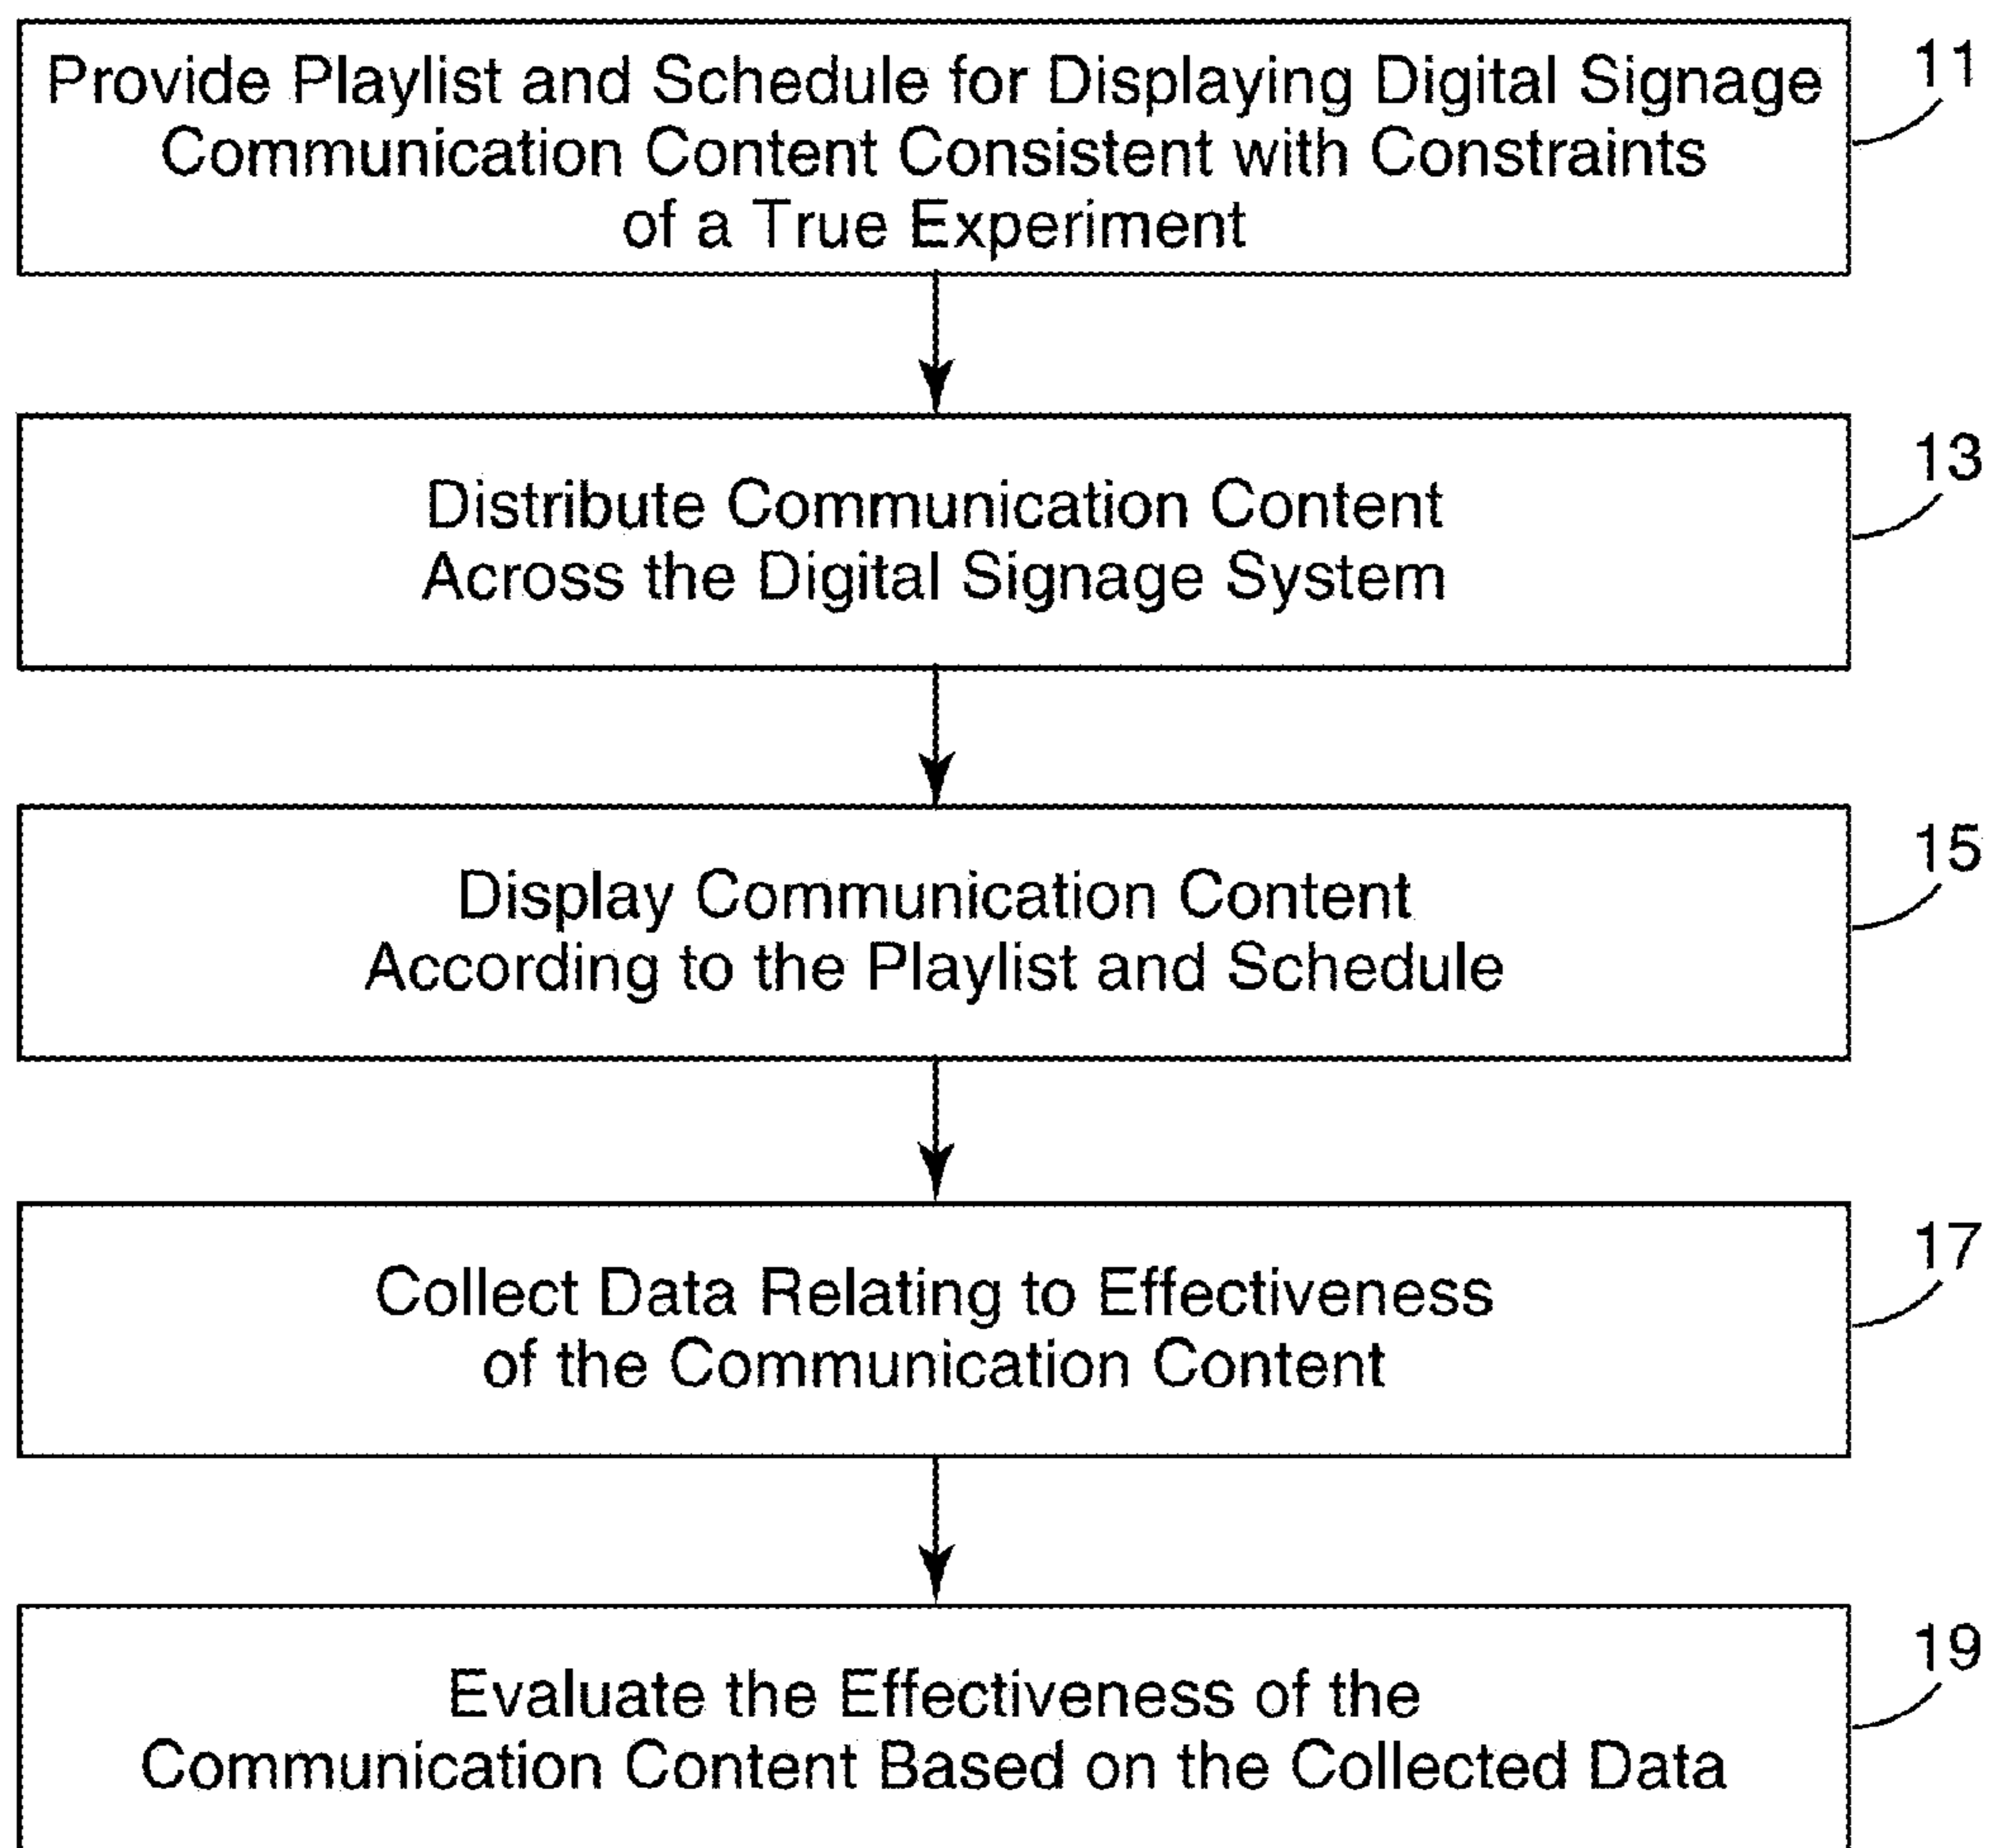 Provide Playlist and Schedule for Displaying Digital Signage
Communication Content Consistent with Constraints
of a True Experiment
11
Distribute Communication Content
Across the Digital Signage System
13
Display Communication Content
According to the Playlist and Schedule
15
Collect Data Relating to Effectiveness
of the Communication Content
17
Evaluate the Effectiveness of the
Communication Content Based on the Collected Data
19